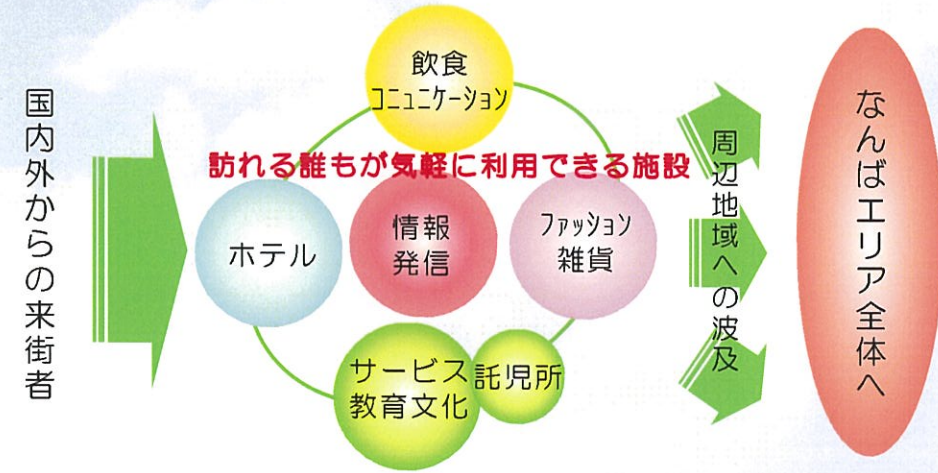 国内外からの来街者
飲食
ｺﾐｭﾆｹｰｼｮﾝ
訪れる誰もが気軽に利用できる施設
ホテル
情報
発信
ﾌｧｯｼｮﾝ
雑貨
サービス
教育文化
託児所
周辺地域への波及
なんばエリア全体へ